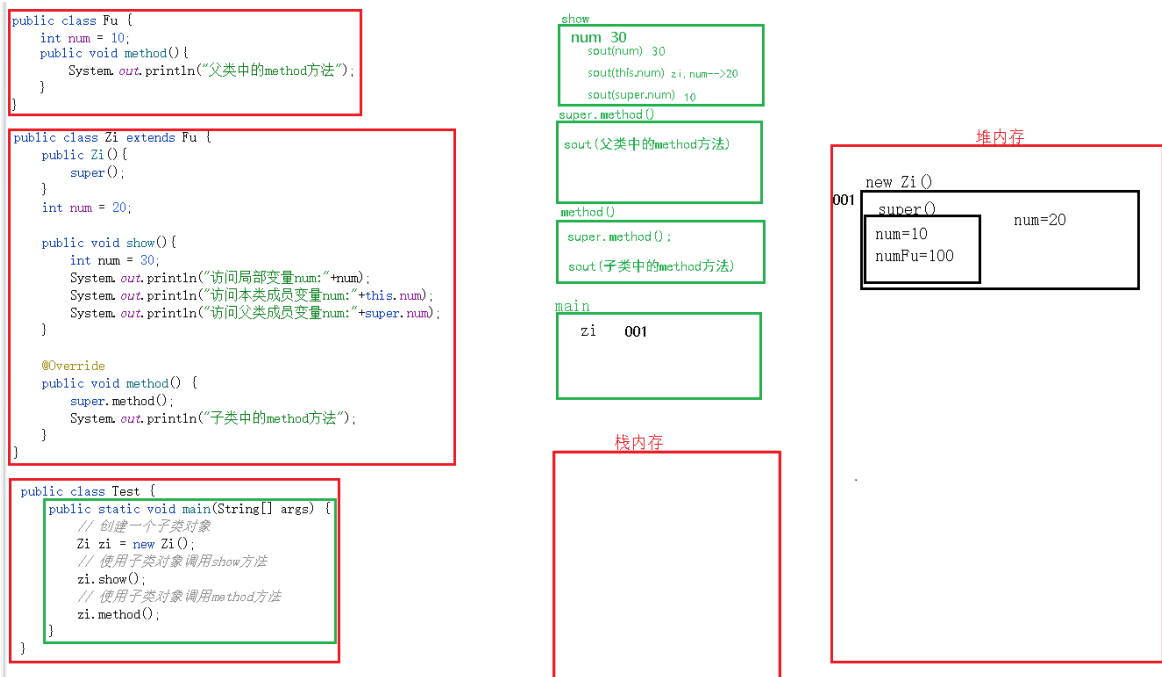 public class Fu {
    int num = 10;
    public void method(){
        System.out.println("父类中的method方法");
    }
}
public class Zi extends Fu {
    public Zi(){
        super();
    }
    int num = 20;
    public void show(){
        int num = 30;
        System.out.println("访问局部变量num:"+num);
        System.out.println("访问本类成员变量num:"+this.num);
        System.out.println("访问父类成员变量num:"+super.num);
    }
    @Override
    public void method() {
        super.method();
        System.out.println("子类中的method方法");
    }
}
public class Test {
    public static void main(String[] args) {
        // 创建一个子类对象
        Zi zi = new Zi();
        // 使用子类对象调用show方法
        zi.show();
        // 使用子类对象调用method方法
        zi.method();
    }
}
show
num 30
sout(num) 30
sout(this.num) zi,num-->20
sout(super.num) 10
super.method()
sout(父类中的method方法)
method()
super.method();
sout(子类中的method方法)
main
zi 001
栈内存
堆内存
new Zi()
001
super()
num=10
numFu=100
num=20